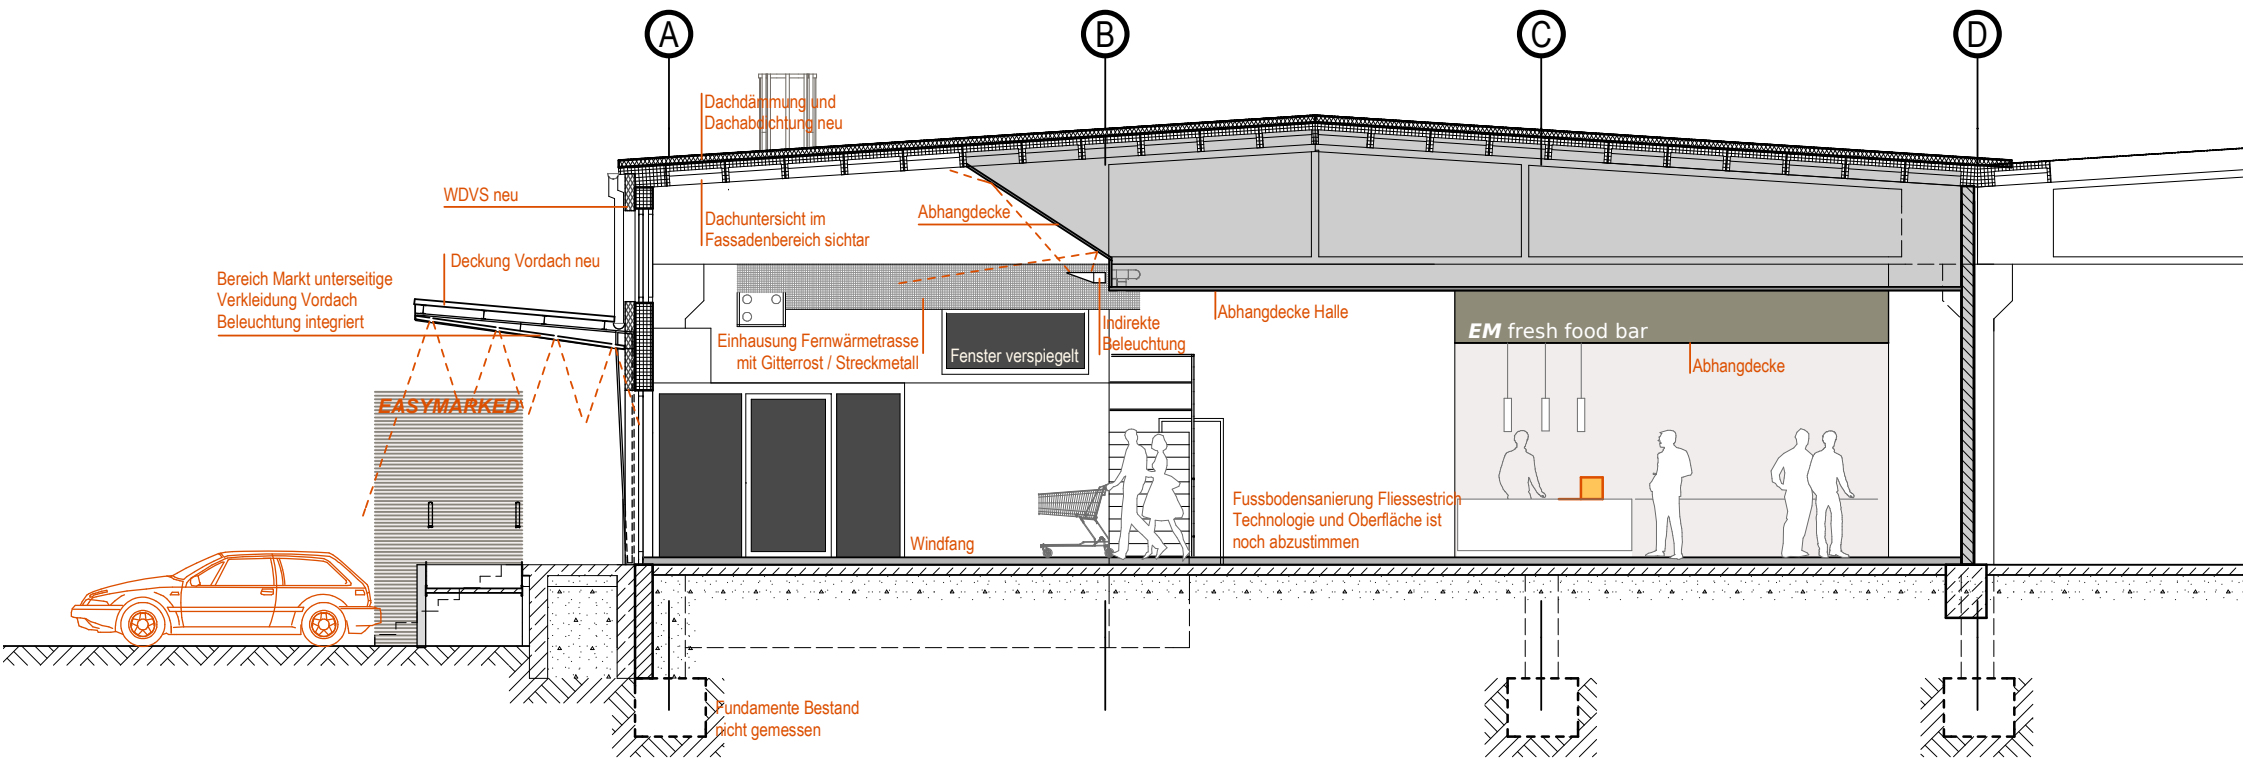 A
B
C
D
Dachdämmung und
Dachabdichtung neu
WDVS neu
Dachuntersicht im
Fassadenbereich sichtar
Abhangdecke
Deckung Vordach neu
Bereich Markt unterseitige
Verkleidung Vordach
Beleuchtung integriert
Einhausung Fernwärmetrasse
mit Gitterrost / Streckmetall
Fenster verspiegelt
Indirekte
Beleuchtung
Abhangdecke Halle
EM fresh food bar
Abhangdecke
EASYMARKED
Windfang
Fussbodensanierung Fliessestrich
Technologie und Oberfläche ist
noch abzustimmen
Fundamente Bestand
nicht gemessen